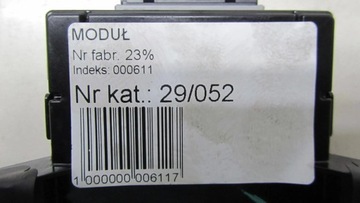 MODUŁ
Nr fabr. 23%
Indeks: 000611
Nr kat.: 29/052
1 000000 006117